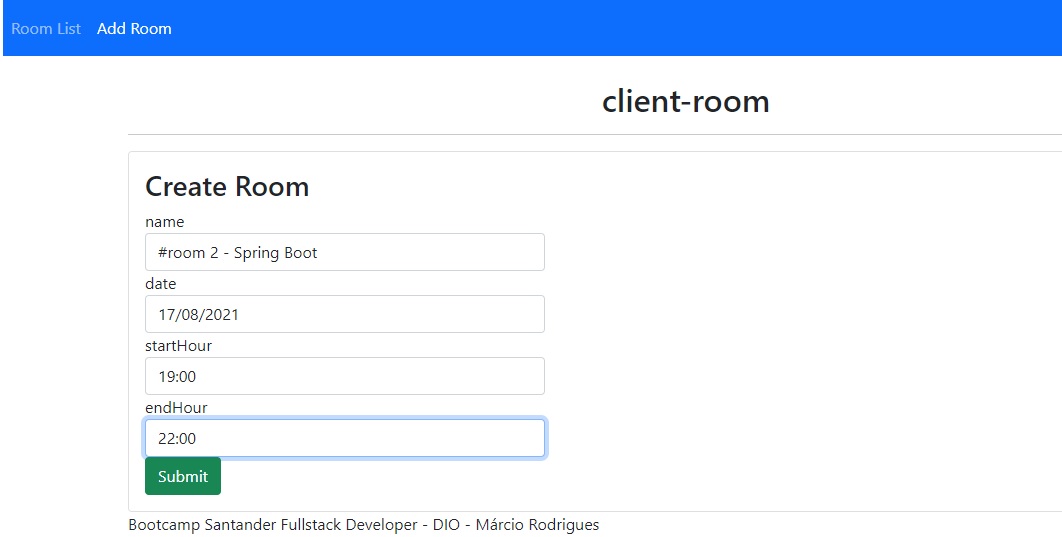 Room List Add Room
client-room
Create Room
name
#room 2 - Spring Boot
date
17/08/2021
startHour
19:00
endHour
22:00
Submit
Bootcamp Santander Fullstack Developer - DIO - Márcio Rodrigues